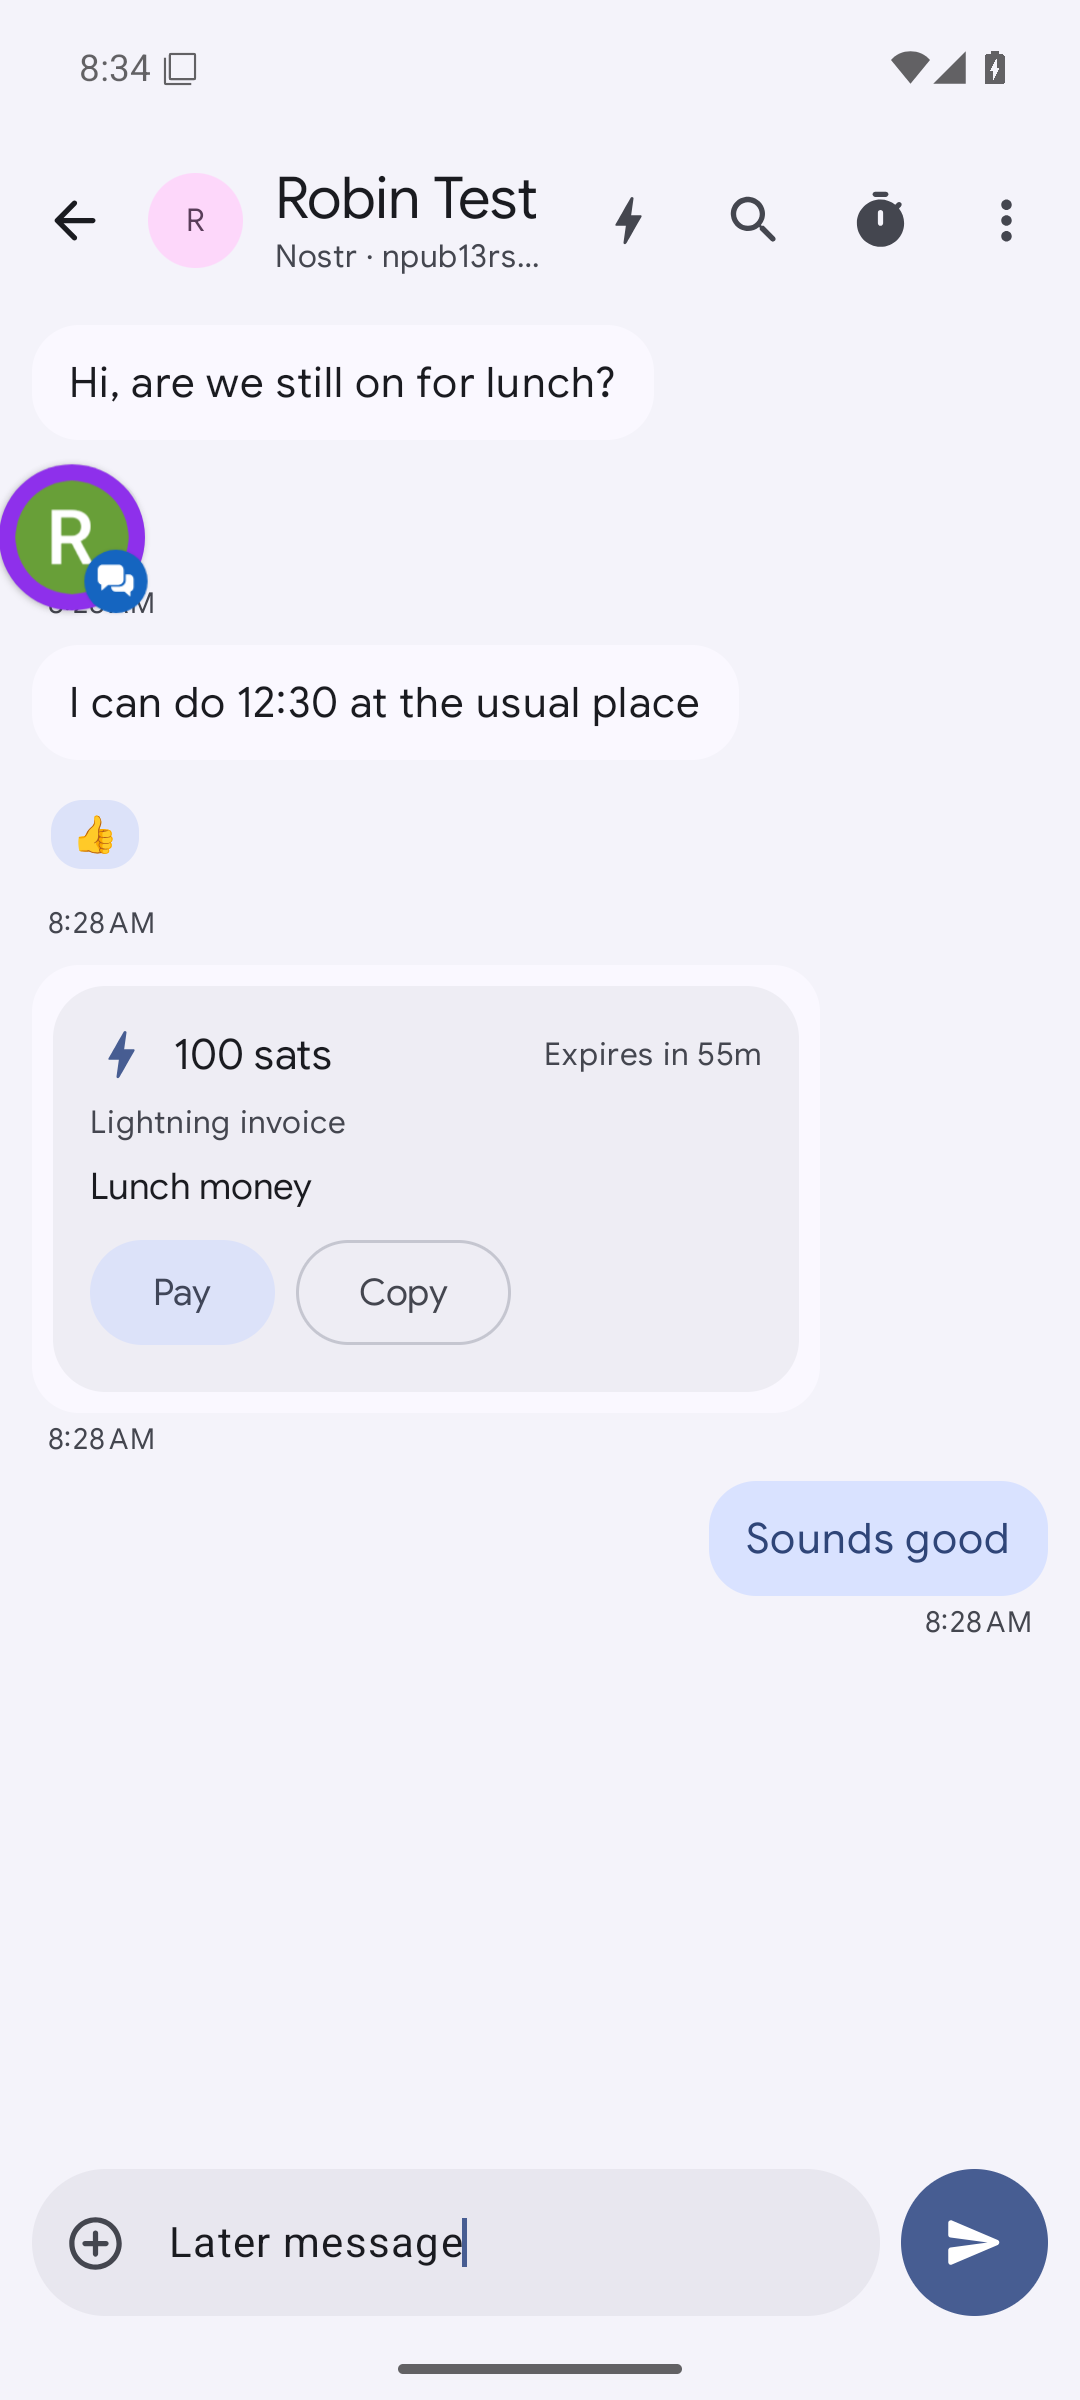 8:34
R
Robin Test
Nostr · npub13rs...
Hi, are we still on for lunch?
R
I can do 12:30 at the usual place
👍
8:28 AM
100 sats
Expires in 55m
Lightning invoice
Lunch money
Pay
Copy
8:28 AM
Sounds good
8:28 AM
Later message